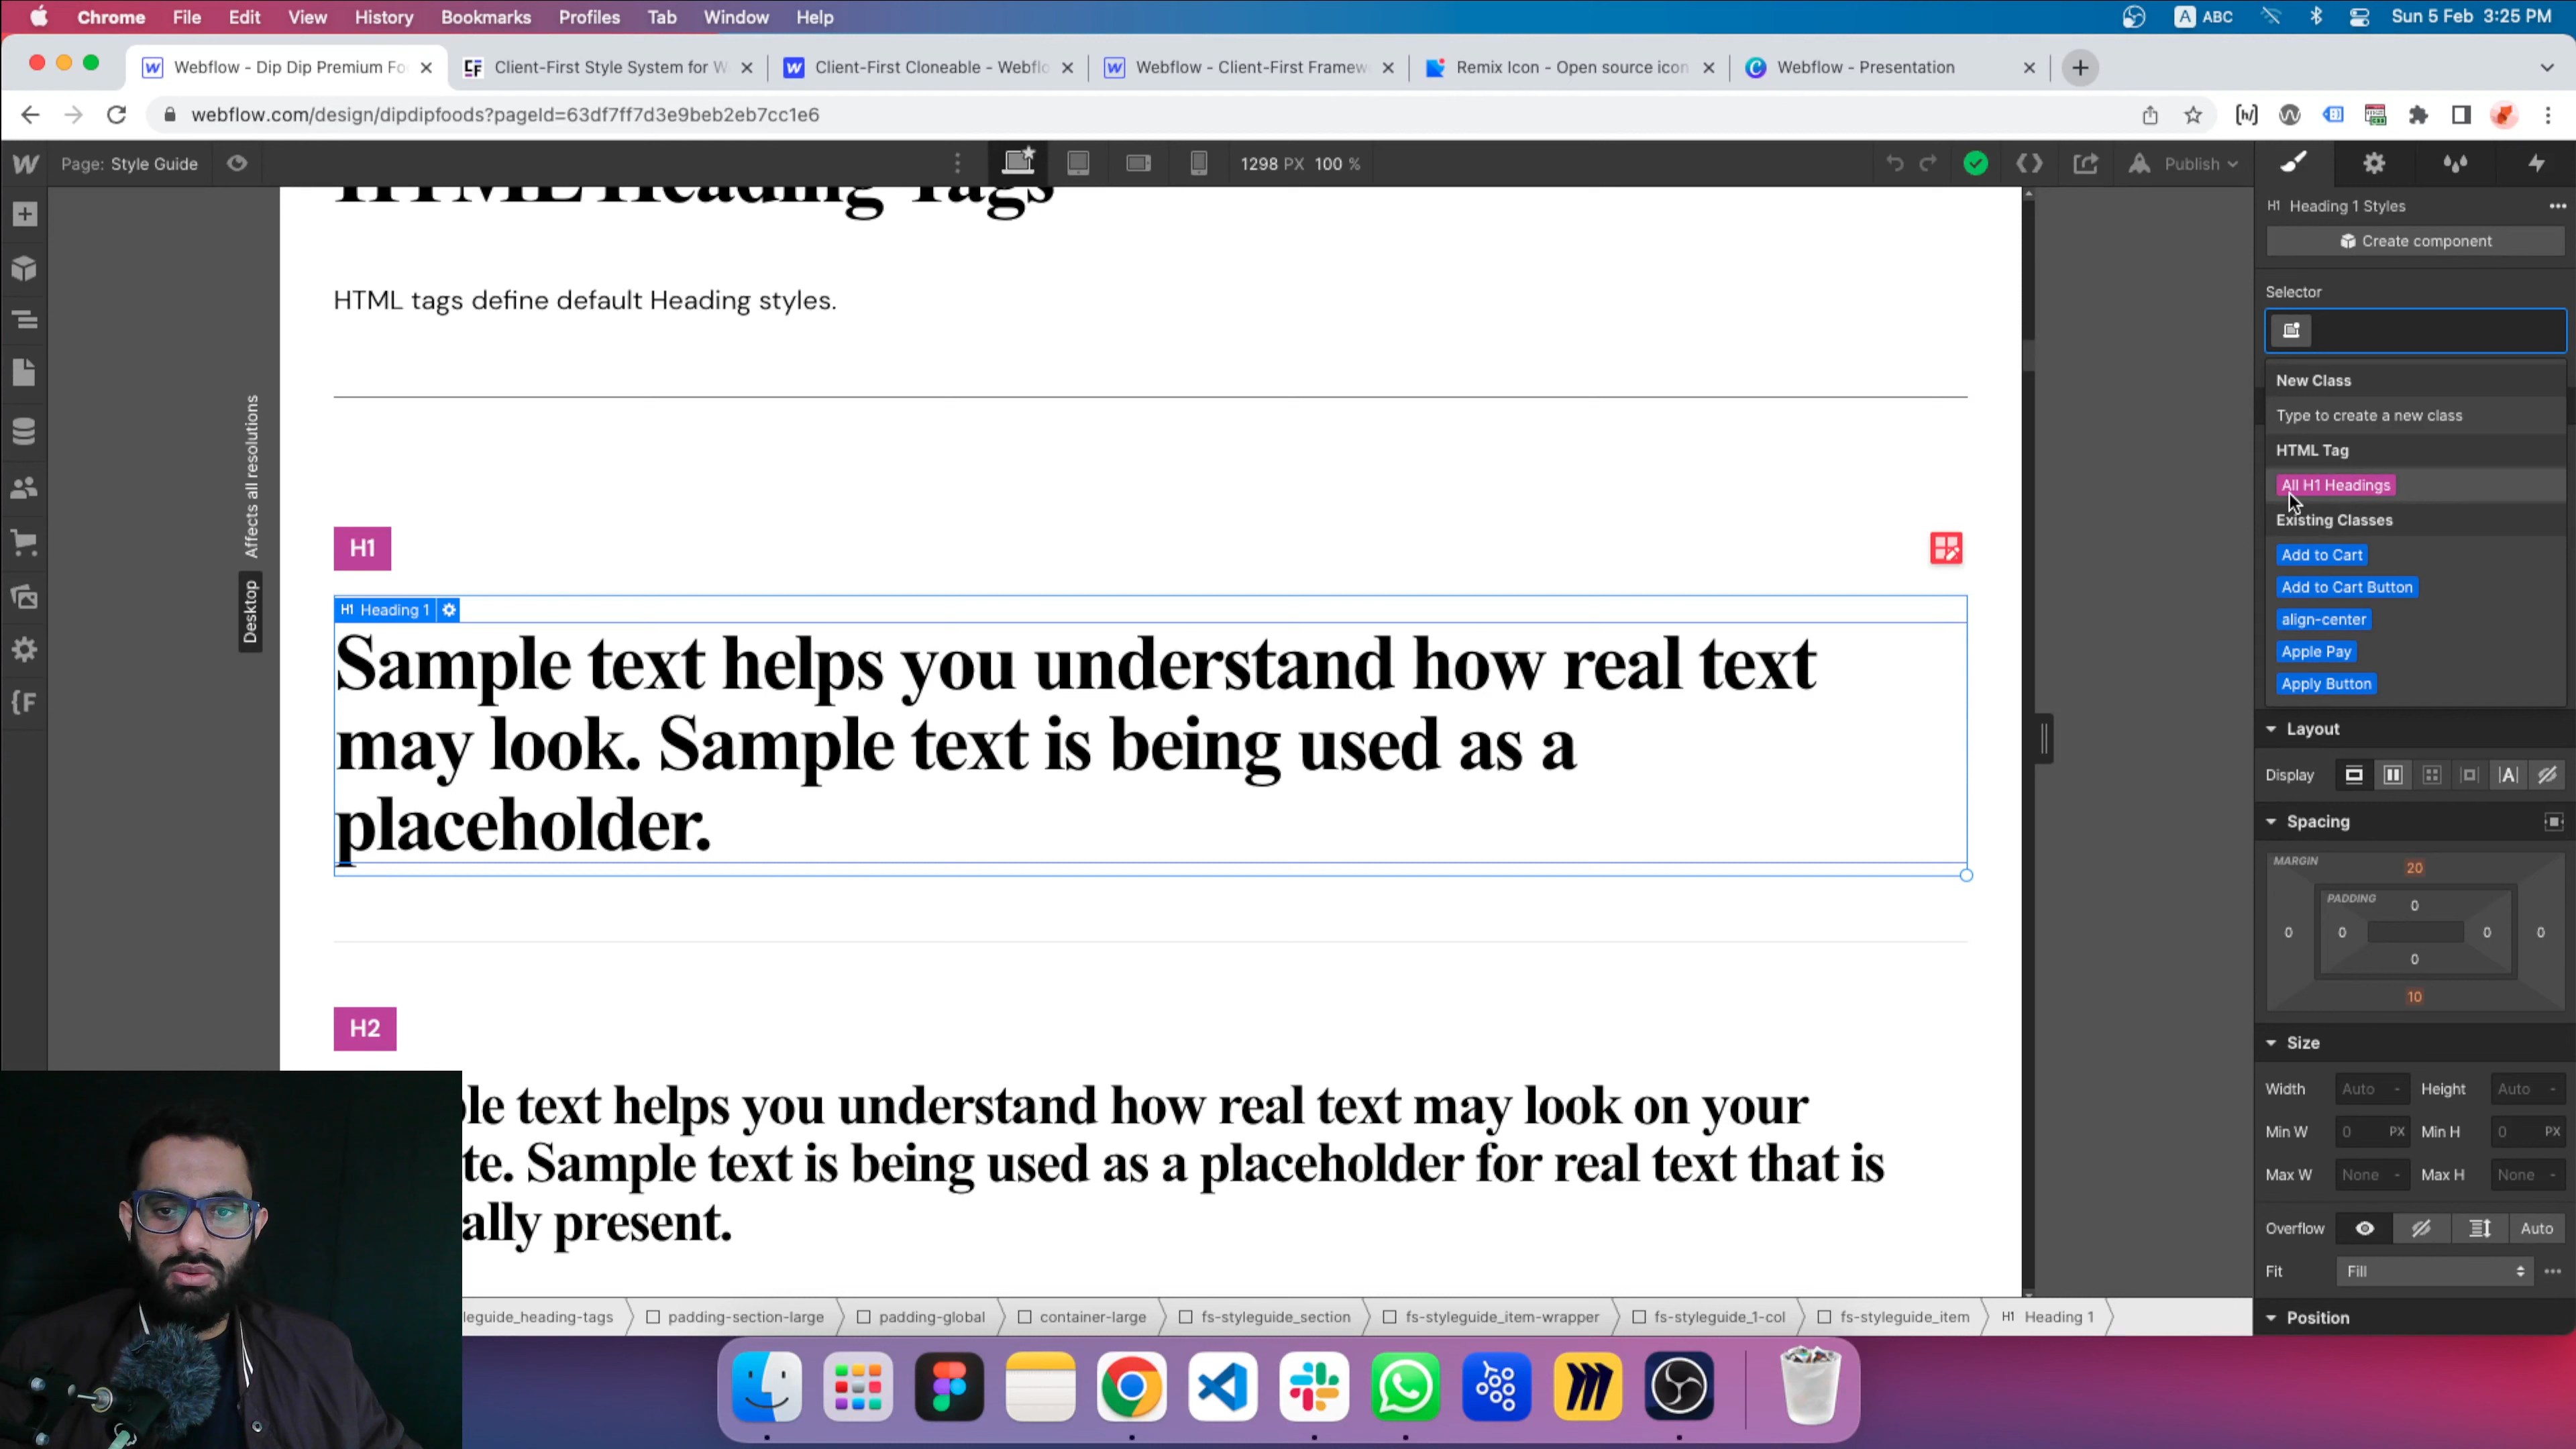 Chrome File Edit View History Bookmarks Profiles Tab Window Help
A ABC Sun 5 Feb 3:25 PM
Webflow - Dip Dip Premium Fo
Client-First Style System for W
Client-First Cloneable - Webflo
Webflow - Client-First Framew
Remix Icon - Open source icon
Webflow - Presentation
webflow.com/design/dipdipfoods?pageId=63df7ff7d3e9beb2eb7cc1e6
Page: Style Guide
1298 PX 100 %
Publish
HTML Heading Tags
HTML tags define default Heading styles.
Affects all resolutions
Desktop
H1
H1 Heading 1
Sample text helps you understand how real text
may look. Sample text is being used as a
placeholder.
H2
le text helps you understand how real text may look on your
te. Sample text is being used as a placeholder for real text that is
ally present.
leguide_heading-tags
padding-section-large
padding-global
container-large
fs-styleguide_section
fs-styleguide_item-wrapper
fs-styleguide_1-col
fs-styleguide_item
H1 Heading 1
H1 Heading 1 Styles
Create component
Selector
New Class
Type to create a new class
HTML Tag
All H1 Headings
Existing Classes
Add to Cart
Add to Cart Button
align-center
Apple Pay
Apply Button
Layout
Display
Spacing
MARGIN
20
PADDING
0
0 0 0 0
0
10
Size
Width Auto - Height Auto -
Min W 0 PX Min H 0 PX
Max W None - Max H None -
Overflow Auto
Fit Fill
Position